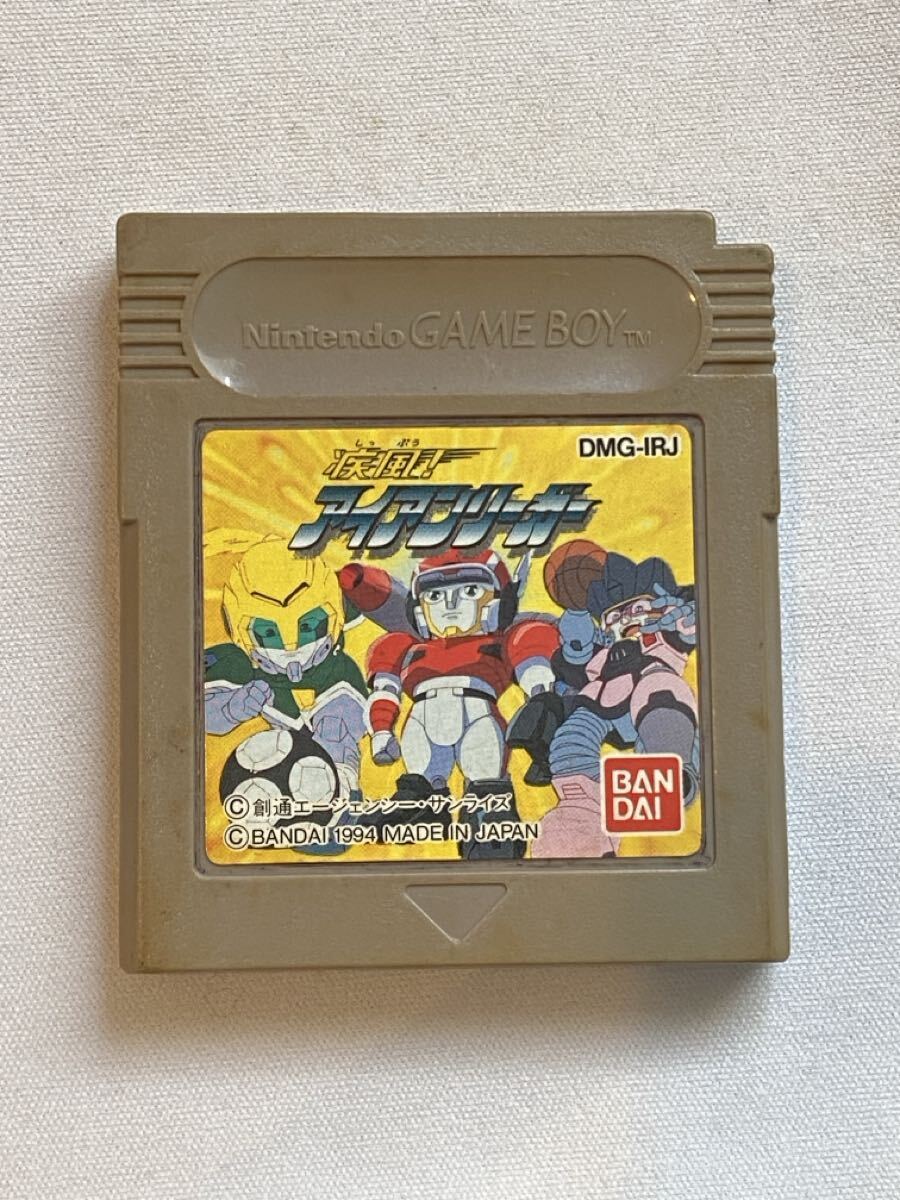 Nintendo GAME BOY™
DMG-IRJ
しっぷう
疾風!
アイアンリーガー
BAN
DAI
©創通エージェンシー・サンライズ
©BANDAI 1994 MADE IN JAPAN